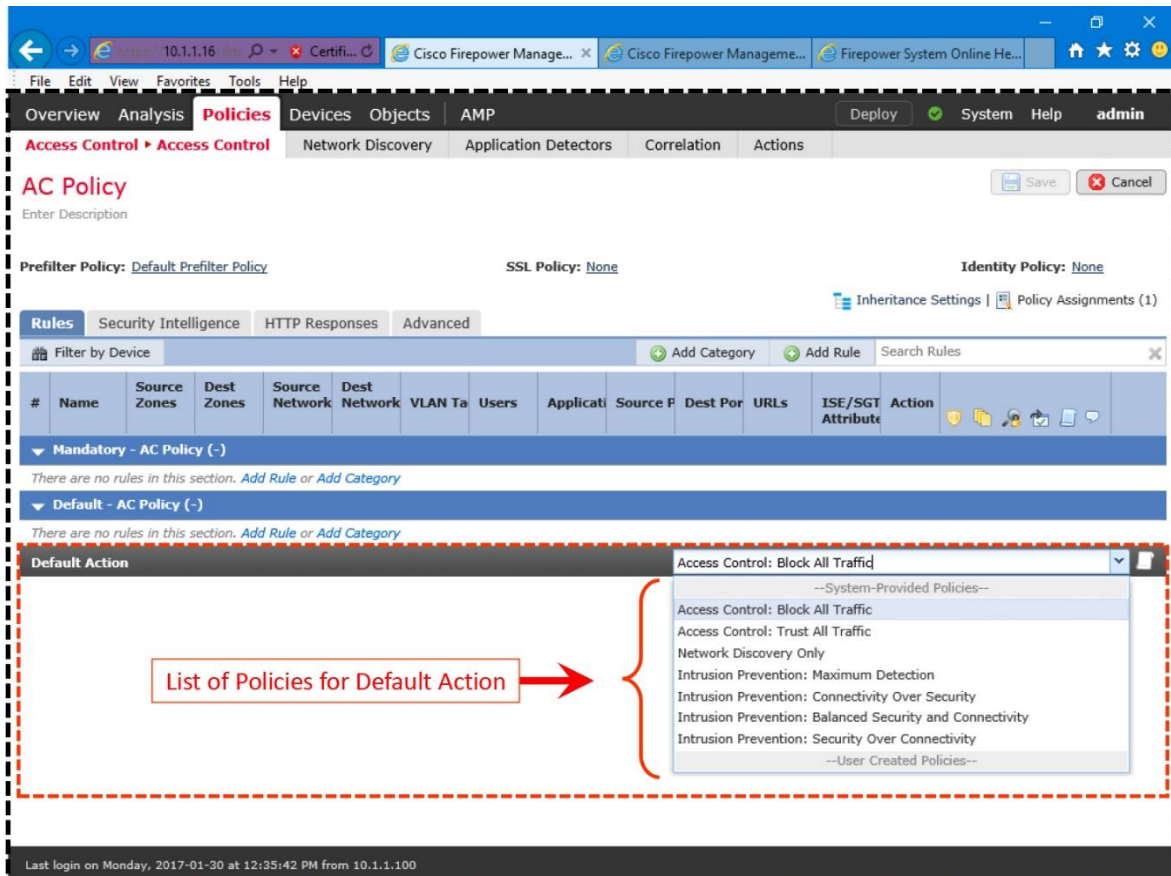 10.1.1.16
Certifi...
Cisco Firepower Manage...
Cisco Firepower Manageme...
Firepower System Online He...
File Edit View Favorites Tools Help
Overview Analysis Policies Devices Objects AMP Deploy System Help admin
Access Control ▸ Access Control Network Discovery Application Detectors Correlation Actions
AC Policy
Save Cancel
Enter Description
Prefilter Policy: Default Prefilter Policy SSL Policy: None Identity Policy: None
Inheritance Settings | Policy Assignments (1)
Rules Security Intelligence HTTP Responses Advanced
Filter by Device Add Category Add Rule Search Rules
# Name Source Zones Dest Zones Source Network Dest Network VLAN Ta Users Applicati Source P Dest Por URLs ISE/SGT Attribute Action
Mandatory - AC Policy (-)
There are no rules in this section. Add Rule or Add Category
Default - AC Policy (-)
There are no rules in this section. Add Rule or Add Category
Default Action Access Control: Block All Traffic
--System-Provided Policies--
Access Control: Block All Traffic
Access Control: Trust All Traffic
Network Discovery Only
Intrusion Prevention: Maximum Detection
Intrusion Prevention: Connectivity Over Security
Intrusion Prevention: Balanced Security and Connectivity
Intrusion Prevention: Security Over Connectivity
--User Created Policies--
List of Policies for Default Action
Last login on Monday, 2017-01-30 at 12:35:42 PM from 10.1.1.100